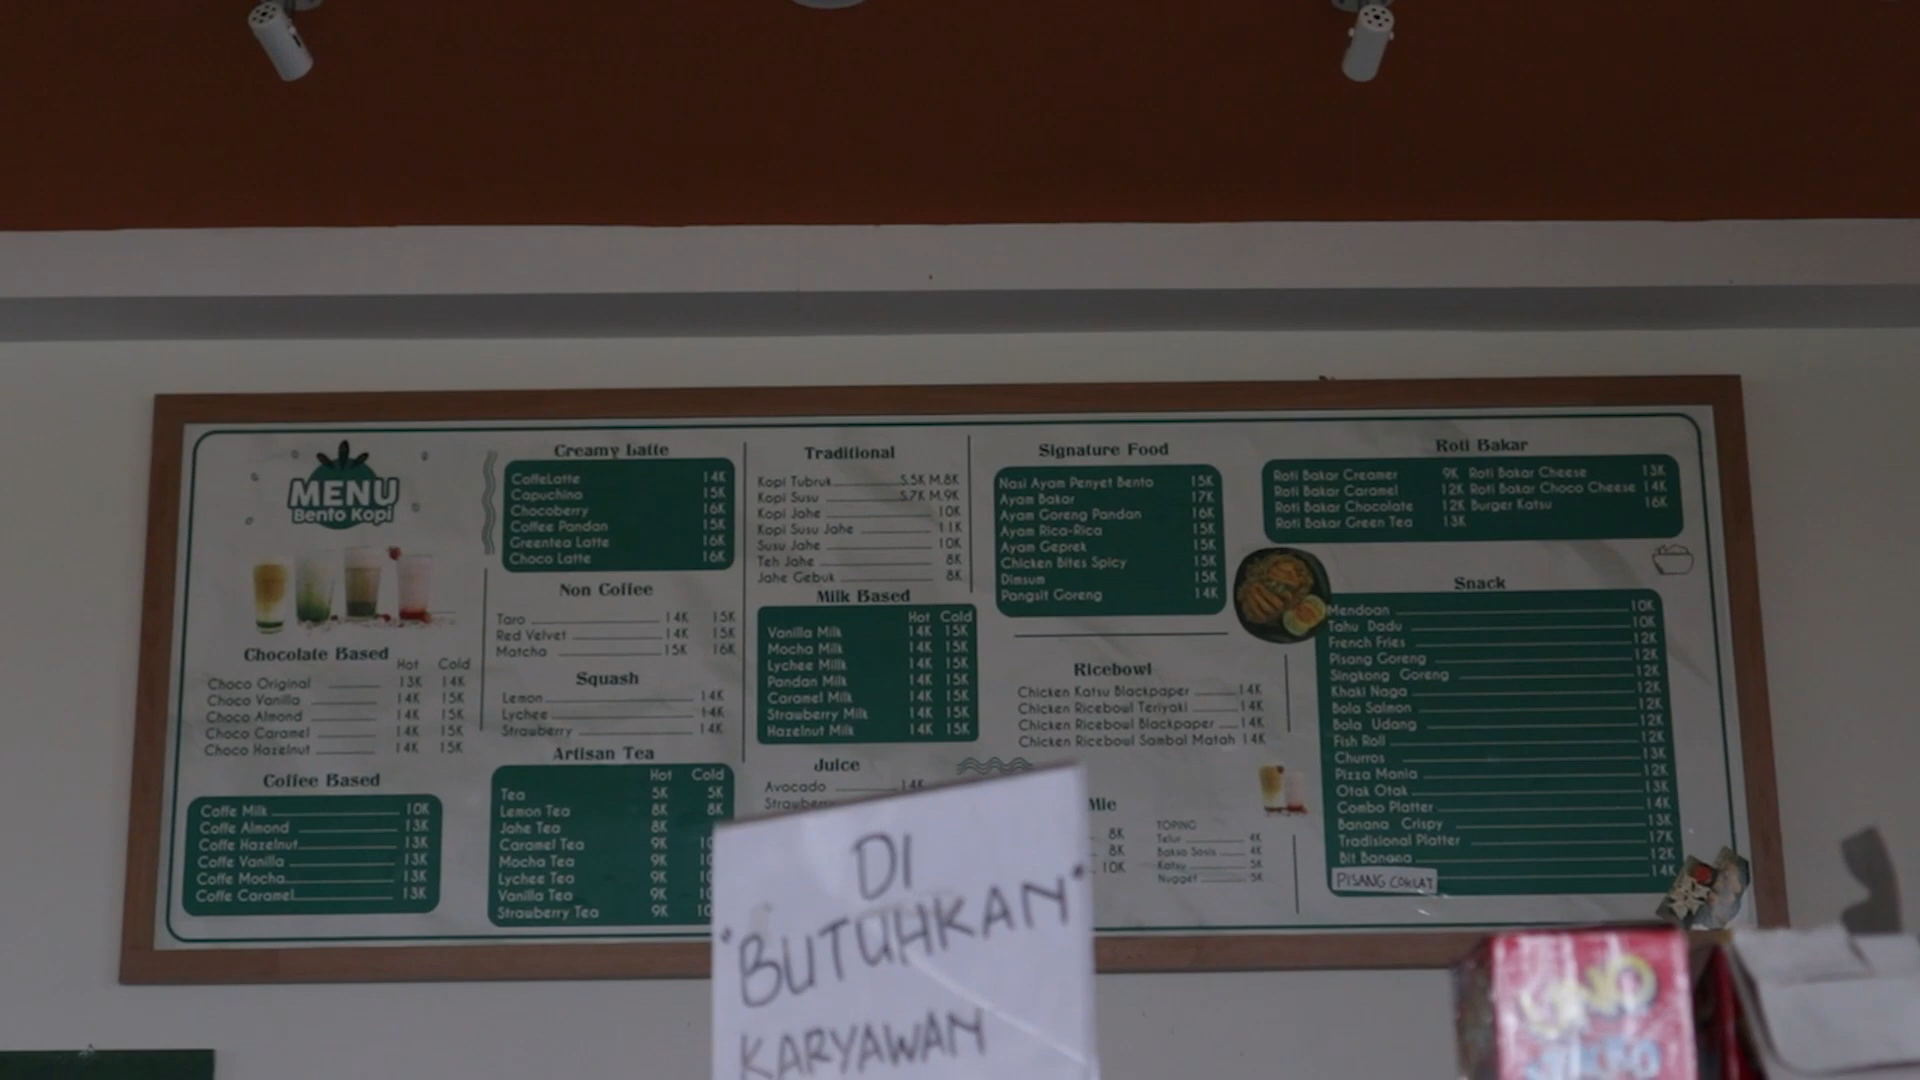 MENU
Bento Kopi
Chocolate Based
Hot Cold
Choco Original 13K 14K
Choco Vanilla 14K 15K
Choco Almond 14K 15K
Choco Caramel 14K 15K
Choco Hazelnut 14K 15K
Coffee Based
Coffe Milk 10K
Coffe Almond 13K
Coffe Hazelnut 13K
Coffe Vanilla 13K
Coffe Mocha 13K
Coffe Caramel 13K
Creamy Latte
CoffeLatte 14K
Capuchino 15K
Chocoberry 16K
Coffee Pandan 15K
Greentea Latte 16K
Choco Latte 16K
Non Coffee
Taro 14K 15K
Red Velvet 14K 15K
Matcha 15K 16K
Squash
Lemon 14K
Lychee 14K
Strawberry 14K
Artisan Tea
Hot Cold
Tea 5K 5K
Lemon Tea 8K 8K
Jahe Tea 8K
Caramel Tea 9K
Mocha Tea 9K
Lychee Tea 9K
Vanilla Tea 9K
Strawberry Tea 9K
Traditional
Kopi Tubruk S.5K M.8K
Kopi Susu S.7K M.9K
Kopi Jahe 10K
Kopi Susu Jahe 11K
Susu Jahe 10K
Teh Jahe 8K
Jahe Gebuk 8K
Milk Based
Hot Cold
Vanilla Milk 14K 15K
Mocha Milk 14K 15K
Lychee Milk 14K 15K
Pandan Milk 14K 15K
Caramel Milk 14K 15K
Strawberry Milk 14K 15K
Hazelnut Milk 14K 15K
Juice
Avocado 14K
Signature Food
Nasi Ayam Penyet Bento 15K
Ayam Bakar 17K
Ayam Goreng Pandan 16K
Ayam Rica-Rica 15K
Ayam Geprek 15K
Chicken Bites Spicy 15K
Dimsum 15K
Pangsit Goreng 14K
Ricebowl
Chicken Katsu Blackpaper 14K
Chicken Ricebowl Teriyaki 14K
Chicken Ricebowl Blackpaper 14K
Chicken Ricebowl Sambal Matah 14K
Mie
8K
8K
10K
TOPING
Telur 4K
Bakso Sosis 4K
Katsu 5K
Nugget 5K
Roti Bakar
Roti Bakar Creamer 9K Roti Bakar Cheese 13K
Roti Bakar Caramel 12K Roti Bakar Choco Cheese 14K
Roti Bakar Chocolate 12K Burger Katsu 16K
Roti Bakar Green Tea 13K
Snack
Mendoan 10K
Tahu Dadu 10K
French Fries 12K
Pisang Goreng 12K
Singkong Goreng 12K
Khaki Naga 12K
Bola Salmon 12K
Bola Udang 12K
Fish Roll 12K
Churros 13K
Pizza Mania 12K
Otak Otak 13K
Combo Platter 14K
Banana Crispy 13K
Tradisional Platter 17K
Bit Banana 12K
PISANG COKLAT 14K
DI
"BUTUHKAN"
KARYAWAN